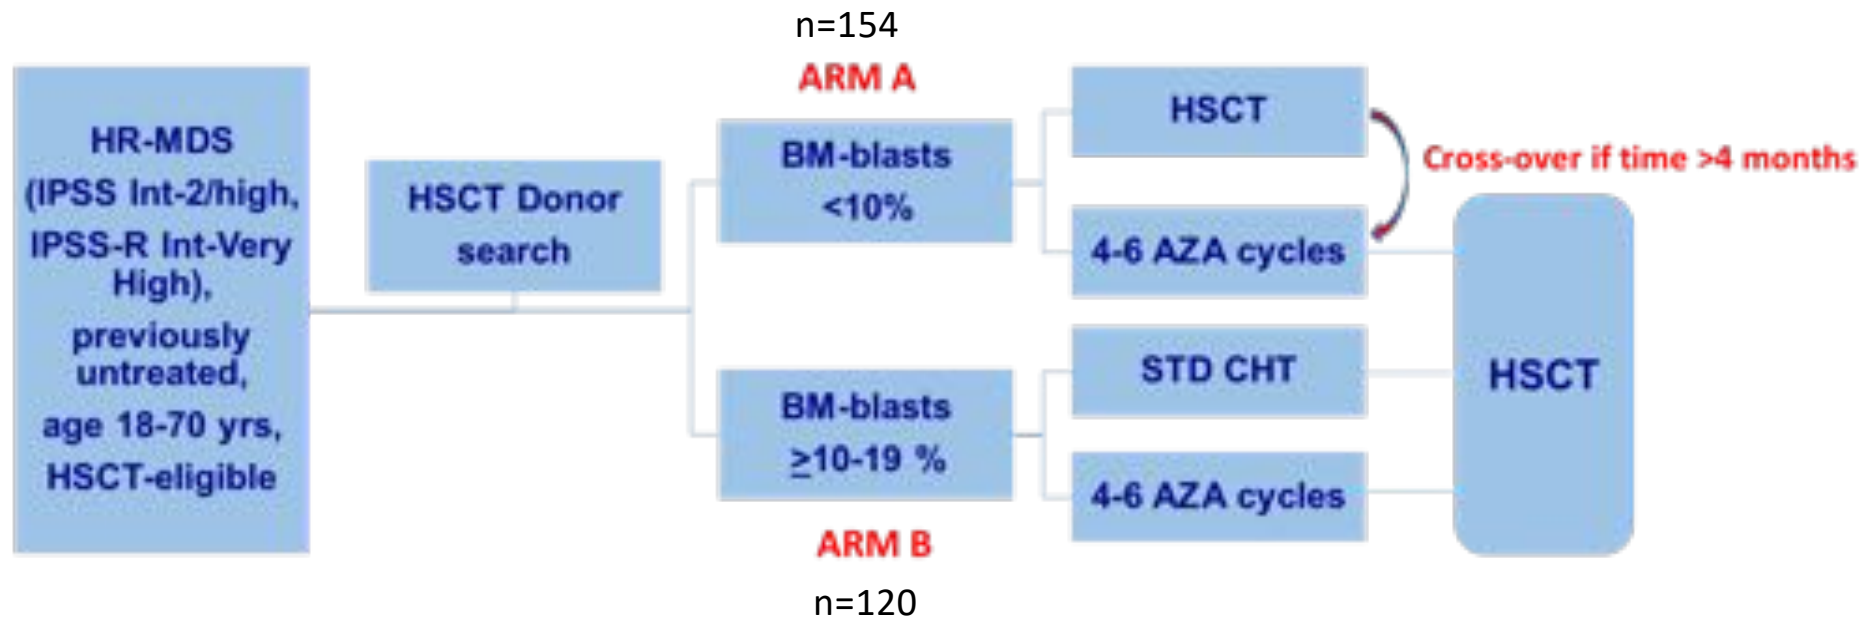 n=154
ARM A
HR-MDS
(IPSS Int-2/high,
IPSS-R Int-Very
High),
previously
untreated,
age 18-70 yrs,
HSCT-eligible
HSCT Donor
search
BM-blasts
<10%
HSCT
Cross-over if time >4 months
4-6 AZA cycles
BM-blasts
≥10-19 %
STD CHT
4-6 AZA cycles
HSCT
ARM B
n=120